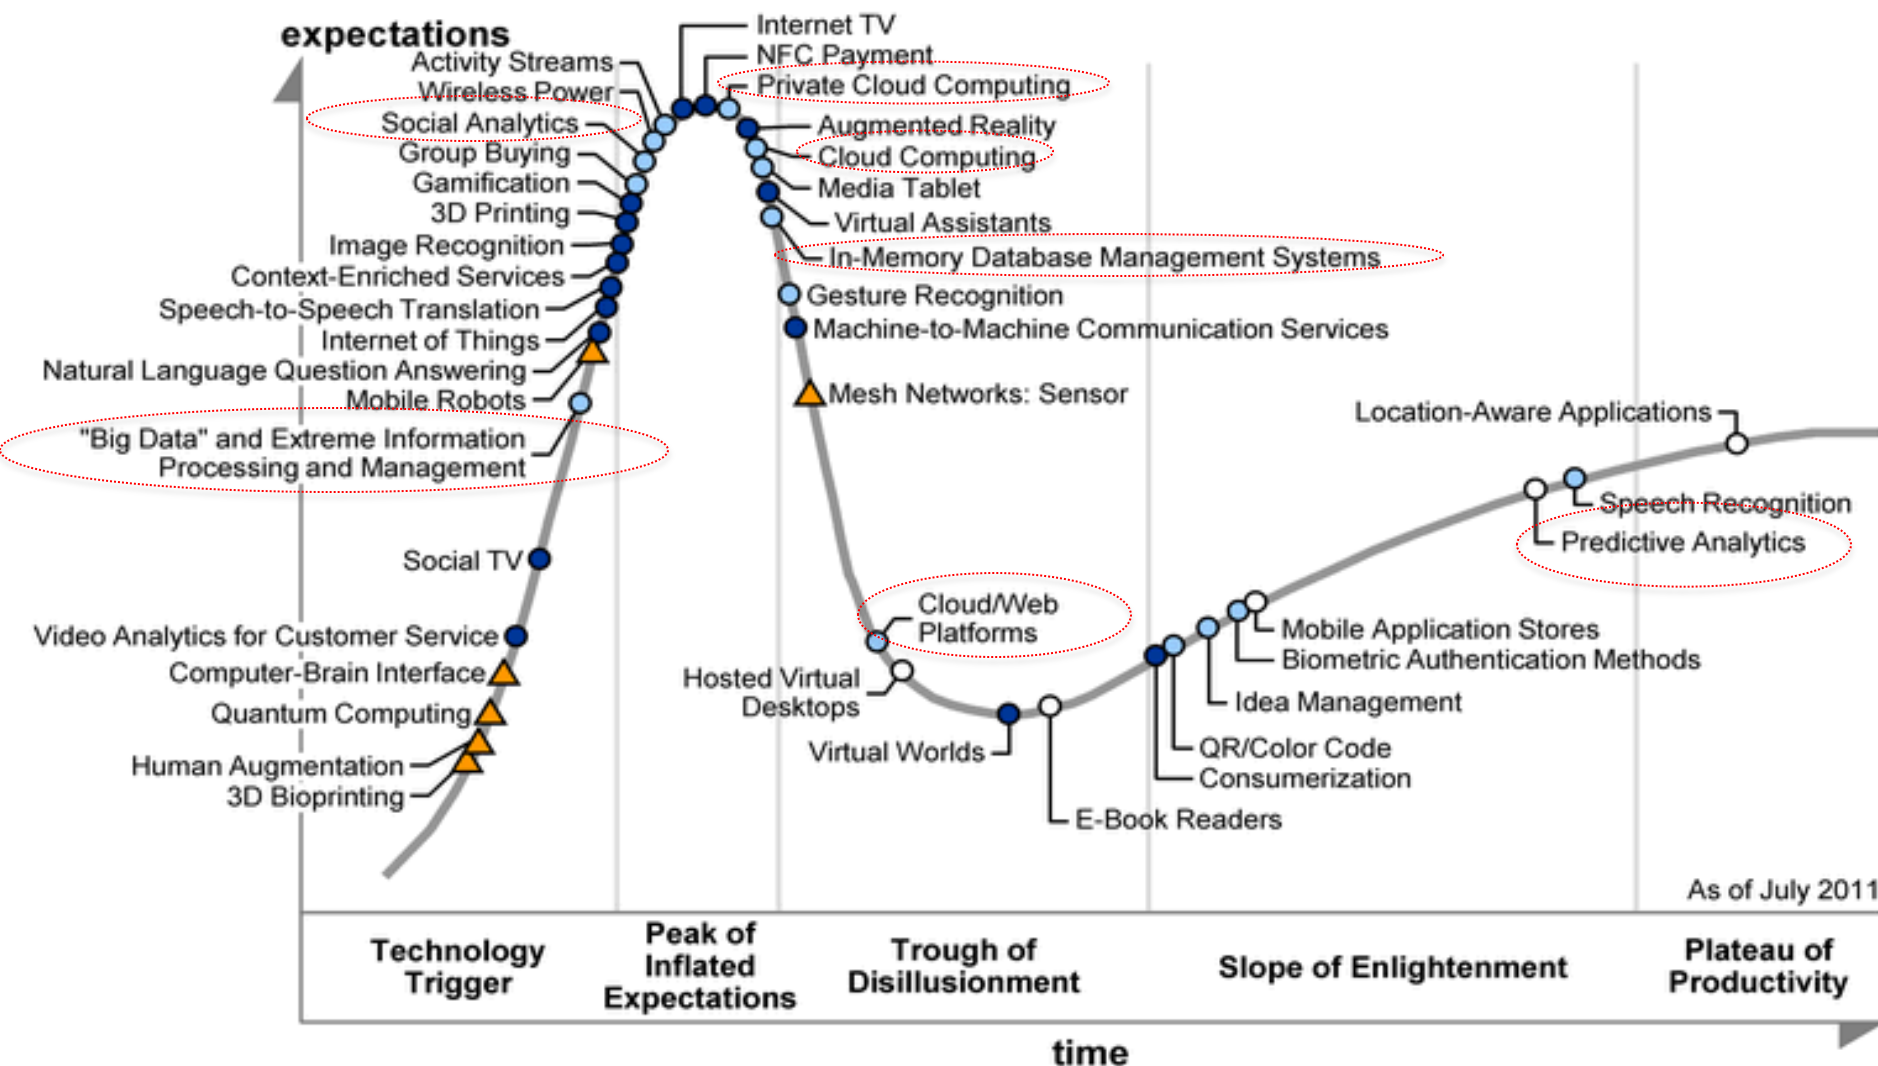 expectations
Activity Streams
Wireless Power
Social Analytics
Group Buying
Gamification
3D Printing
Image Recognition
Context-Enriched Services
Speech-to-Speech Translation
Internet of Things
Natural Language Question Answering
Mobile Robots
"Big Data" and Extreme Information
Processing and Management
Social TV
Video Analytics for Customer Service
Computer-Brain Interface
Quantum Computing
Human Augmentation
3D Bioprinting
Internet TV
NFC Payment
Private Cloud Computing
Augmented Reality
Cloud Computing
Media Tablet
Virtual Assistants
In-Memory Database Management Systems
Gesture Recognition
Machine-to-Machine Communication Services
Mesh Networks: Sensor
Cloud/Web
Platforms
Hosted Virtual
Desktops
Virtual Worlds
E-Book Readers
Consumerization
QR/Color Code
Idea Management
Biometric Authentication Methods
Mobile Application Stores
Predictive Analytics
Speech Recognition
Location-Aware Applications
As of July 2011
Technology
Trigger
Peak of
Inflated
Expectations
Trough of
Disillusionment
Slope of Enlightenment
Plateau of
Productivity
time